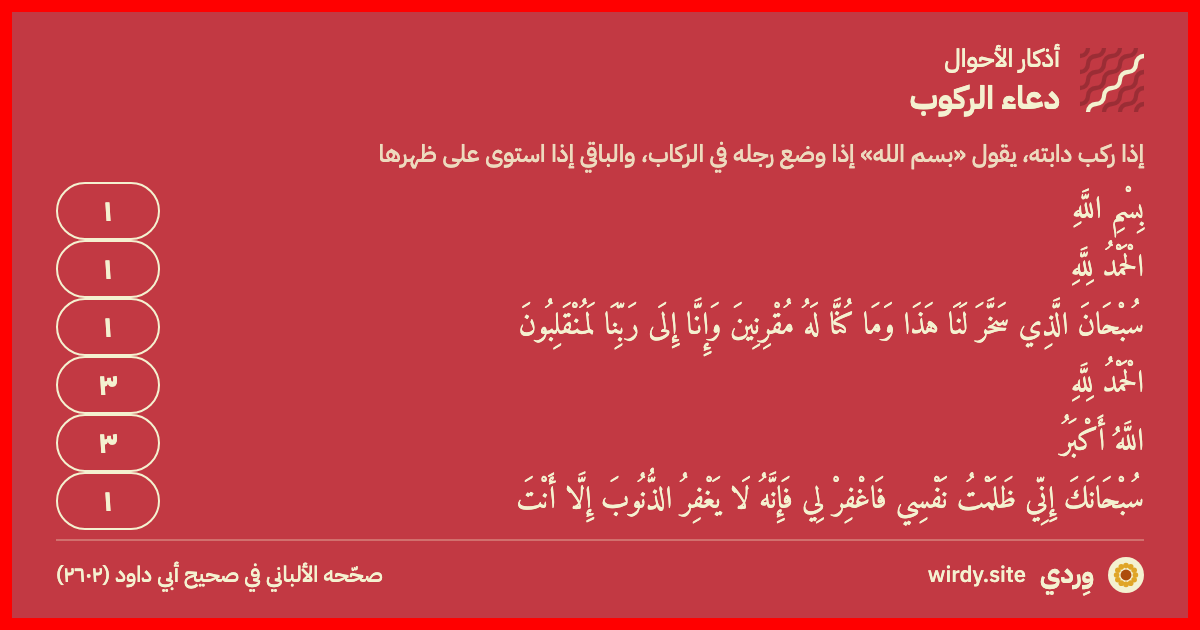 أذكار الأحوال
دعاء الركوب
إذا ركب دابته، يقول «بسم الله» إذا وضع رجله في الركاب، والباقي إذا استوى على ظهرها
بِسْمِ اللَّهِ ١
الْحَمْدُ لِلَّهِ ١
سُبْحَانَ الَّذِي سَخَّرَ لَنَا هَذَا وَمَا كُنَّا لَهُ مُقْرِنِينَ وَإِنَّا إِلَى رَبِّنَا لَمُنْقَلِبُونَ ١
الْحَمْدُ لِلَّهِ ٣
اللَّهُ أَكْبَرُ ٣
سُبْحَانَكَ إِنِّي ظَلَمْتُ نَفْسِي فَاغْفِرْ لِي فَإِنَّهُ لَا يَغْفِرُ الذُّنُوبَ إِلَّا أَنْتَ ١
وِردي wirdy.site صحّحه الألباني في صحيح أبي داود (٢٦٠٢)